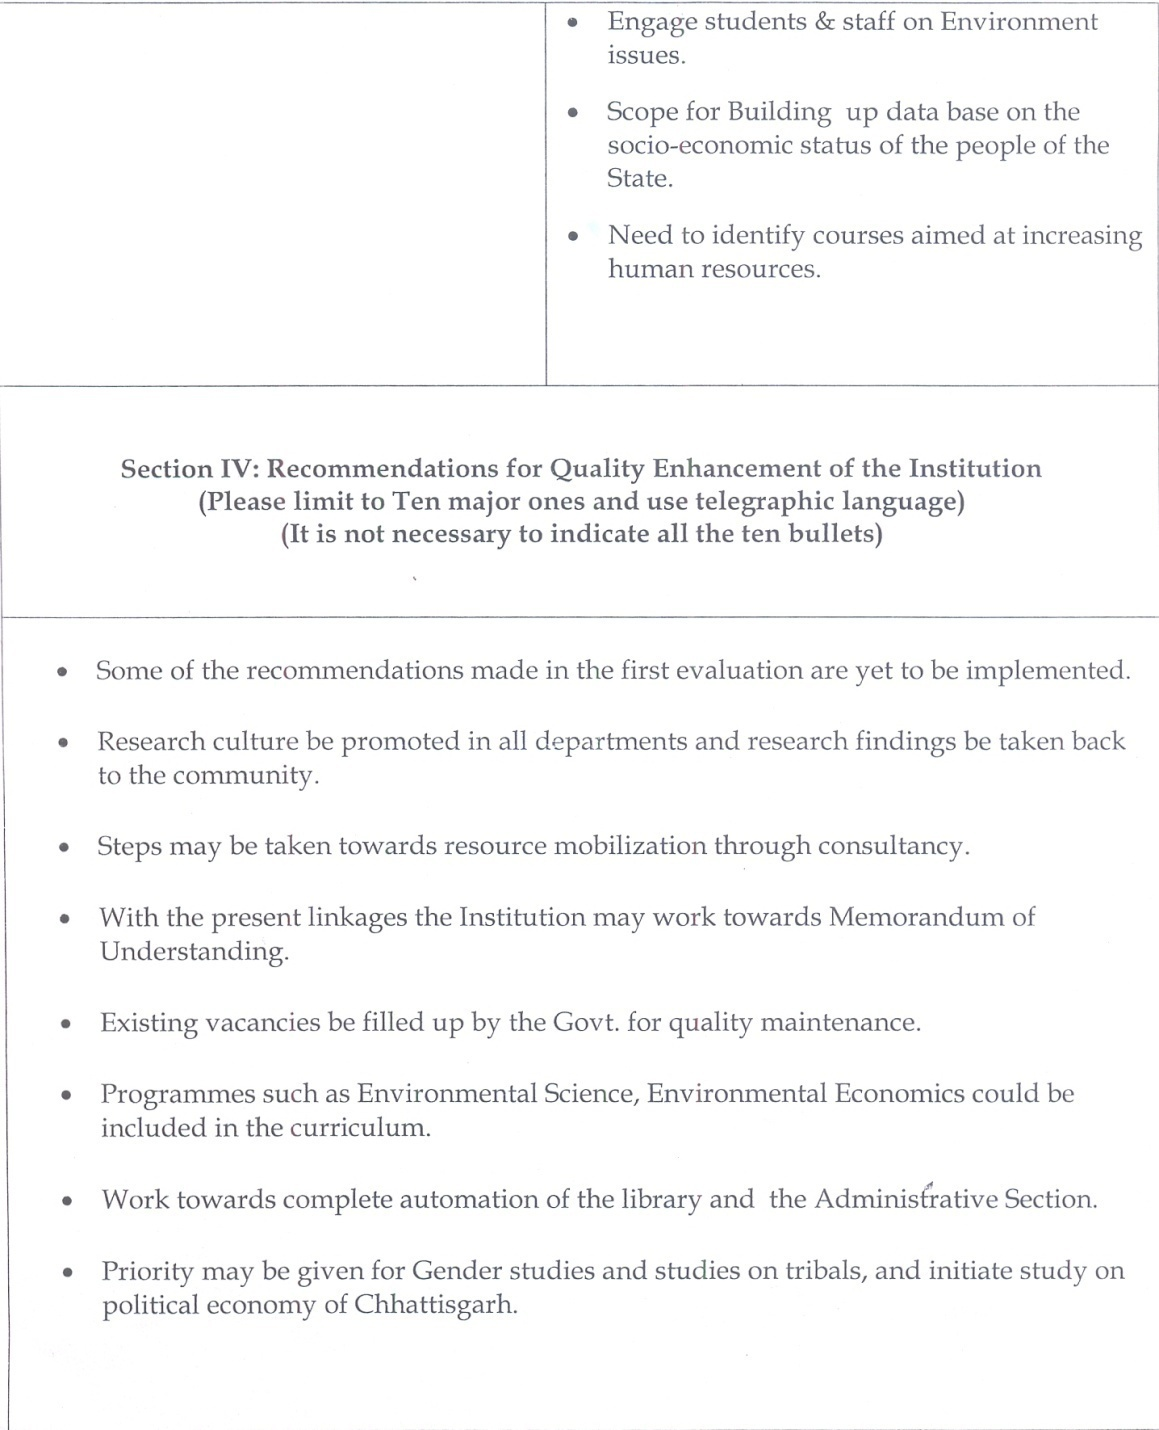 • Engage students & staff on Environment
issues.
• Scope for Building up data base on the
socio-economic status of the people of the
State.
• Need to identify courses aimed at increasing
human resources.
Section IV: Recommendations for Quality Enhancement of the Institution
(Please limit to Ten major ones and use telegraphic language)
(It is not necessary to indicate all the ten bullets)
• Some of the recommendations made in the first evaluation are yet to be implemented.
• Research culture be promoted in all departments and research findings be taken back
to the community.
• Steps may be taken towards resource mobilization through consultancy.
• With the present linkages the Institution may work towards Memorandum of
Understanding.
• Existing vacancies be filled up by the Govt. for quality maintenance.
• Programmes such as Environmental Science, Environmental Economics could be
included in the curriculum.
• Work towards complete automation of the library and the Administrative Section.
• Priority may be given for Gender studies and studies on tribals, and initiate study on
political economy of Chhattisgarh.